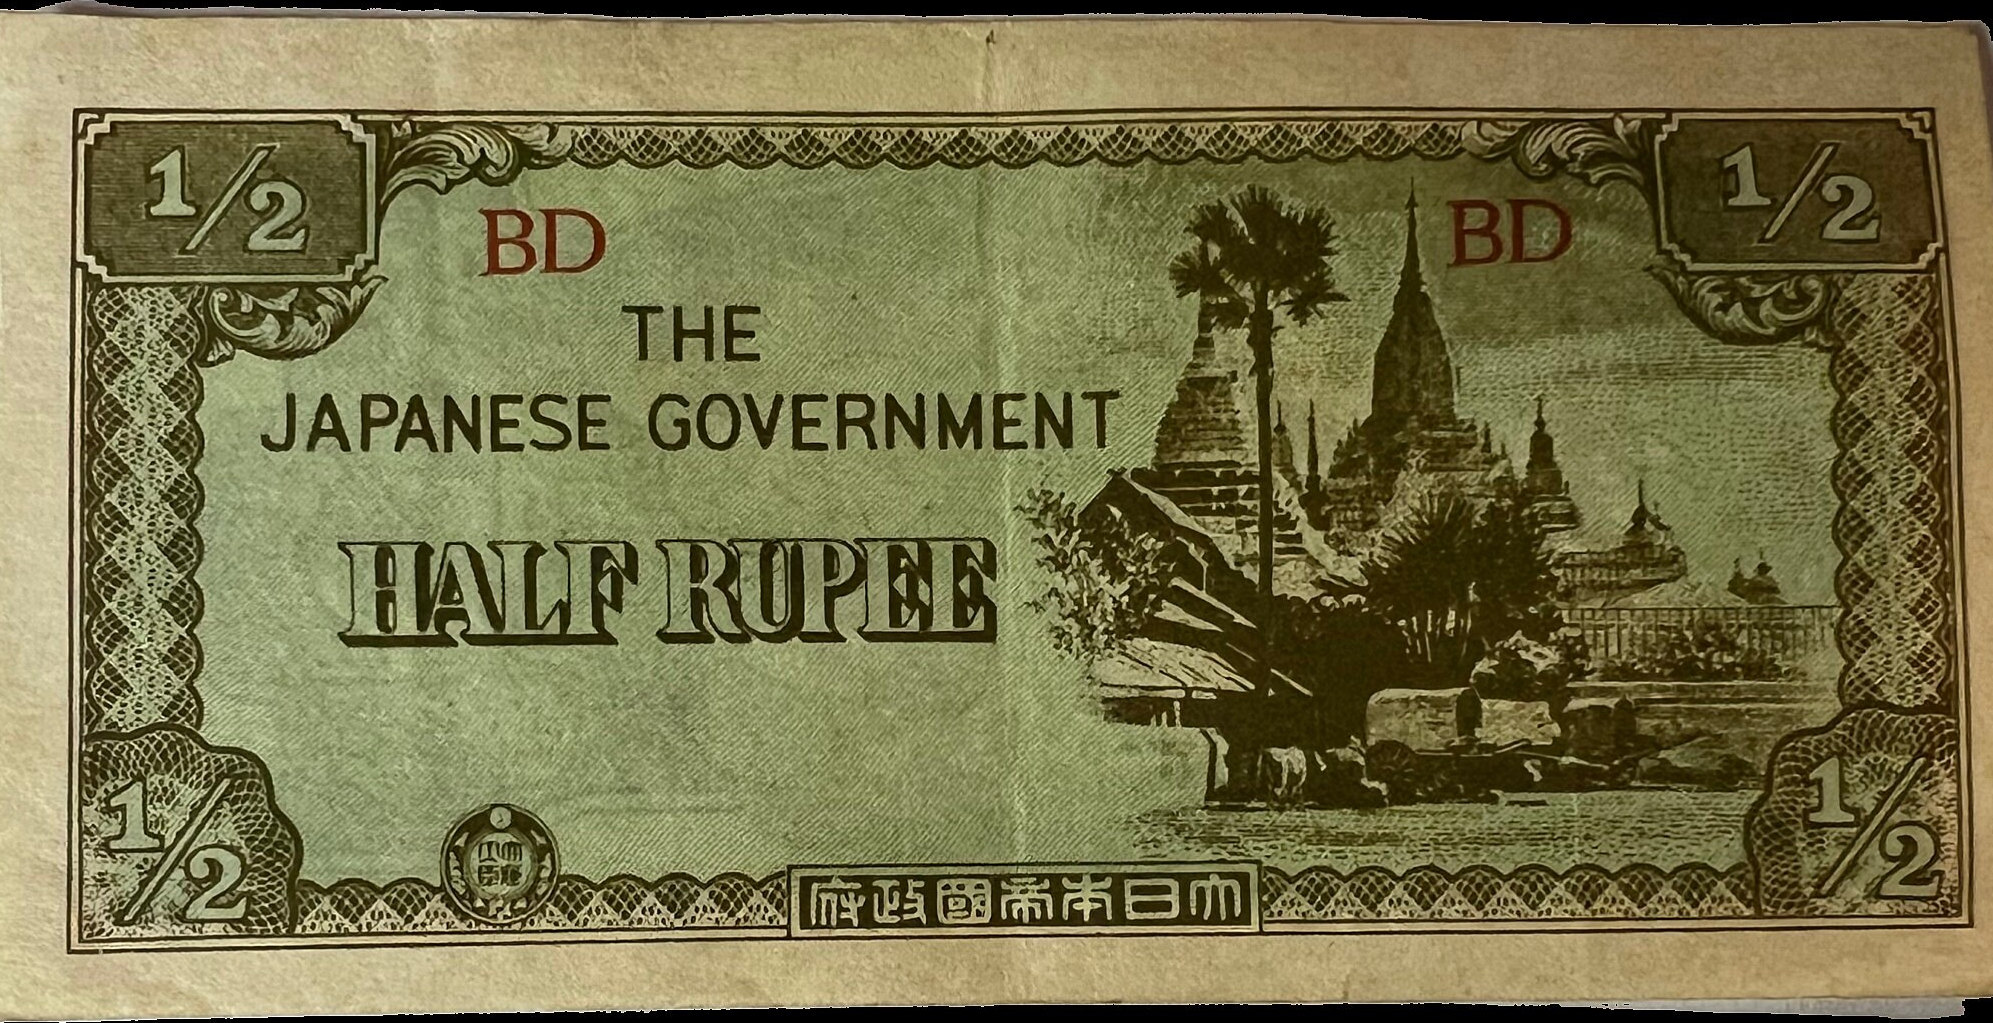 1/2
1/2
BD
BD
THE
JAPANESE GOVERNMENT
HALF RUPEE
1/2
1/2
府政國帝本日大